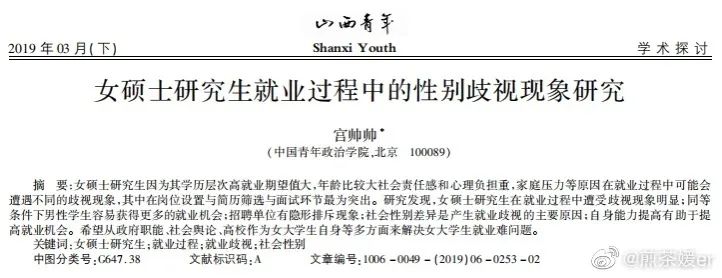 山西青年
2019年03月(下)
Shanxi Youth
学术探讨
女硕士研究生就业过程中的性别歧视现象研究
宫帅帅*
(中国青年政治学院,北京 100089)
摘 要:女硕士研究生因为其学历层次高就业期望值大,年龄比较大社会责任感和心理负担重,家庭压力等原因在就业过程中可能会
遭遇不同的歧视现象,其中在岗位设置与简历筛选与面试环节最为突出。研究发现,女硕士研究生在就业过程中遭受歧视现象明显;同等
条件下男性学生容易获得更多的就业机会;招聘单位有隐形排斥现象;社会性别差异是产生就业歧视的主要原因;自身能力提高有助于提
高就业机会。希望从政府职能、社会舆论、高校作为女大学生自身等多方面来解决女大学生就业难问题。
关键词:女硕士研究生;就业过程;就业歧视;社会性别
中图分类号:G647.38 文献标识码:A 文章编号:1006-0049-(2019)06-0253-02
@煎茶媛er